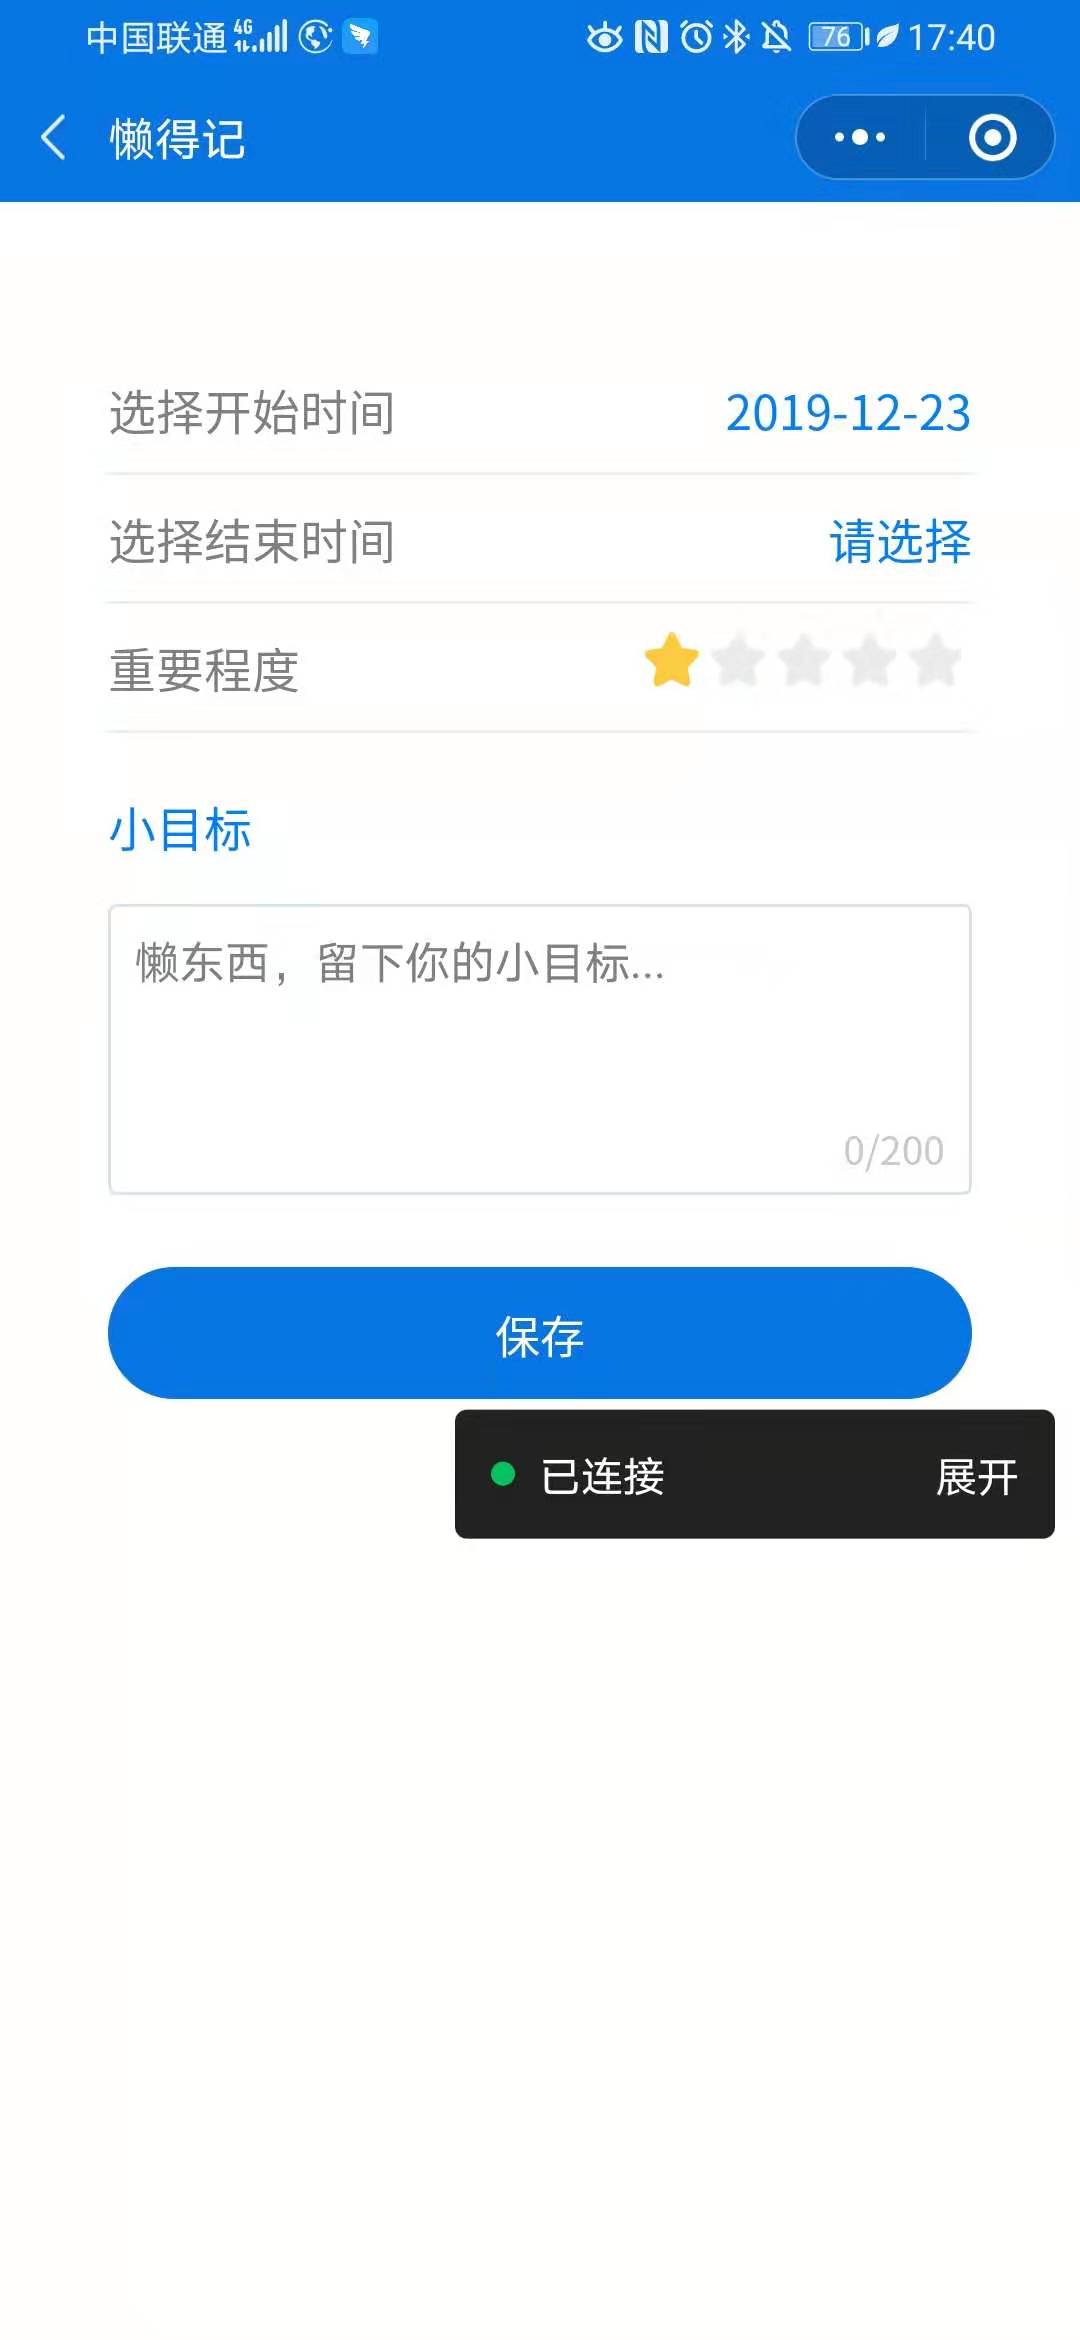 中国联通 4G 76 17:40
懒得记
选择开始时间 2019-12-23
选择结束时间 请选择
重要程度
小目标
懒东西，留下你的小目标...
0/200
保存
已连接 展开